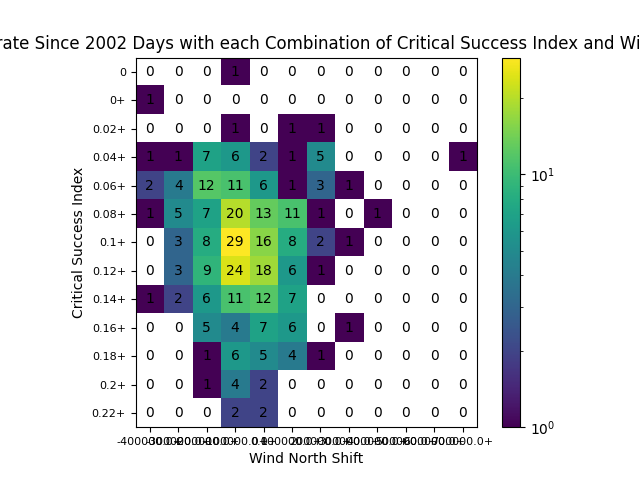 rate Since 2002 Days with each Combination of Critical Success Index and Wi
0 0 0 0 1 0 0 0 0 0 0 0 0
0+ 1 0 0 0 0 0 0 0 0 0 0 0
0.02+ 0 0 0 1 0 1 1 0 0 0 0 0
0.04+ 1 1 7 6 2 1 5 0 0 0 0 1
0.06+ 2 4 12 11 6 1 3 1 0 0 0 0
0.08+ 1 5 7 20 13 11 1 0 1 0 0 0
0.1+ 0 3 8 29 16 8 2 1 0 0 0 0
0.12+ 0 3 9 24 18 6 1 0 0 0 0 0
0.14+ 1 2 6 11 12 7 0 0 0 0 0 0
0.16+ 0 0 5 4 7 6 0 1 0 0 0 0
0.18+ 0 0 1 6 5 4 1 0 0 0 0 0
0.2+ 0 0 1 4 2 0 0 0 0 0 0 0
0.22+ 0 0 0 2 2 0 0 0 0 0 0 0
Critical Success Index
Wind North Shift
10¹
10⁰